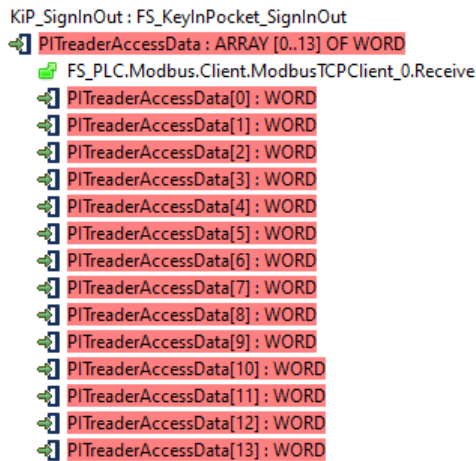 KiP_SignInOut : FS_KeyInPocket_SignInOut
PITreaderAccessData : ARRAY [0..13] OF WORD
FS_PLC.Modbus.Client.ModbusTCPClient_0.Receive
PITreaderAccessData[0] : WORD
PITreaderAccessData[1] : WORD
PITreaderAccessData[2] : WORD
PITreaderAccessData[3] : WORD
PITreaderAccessData[4] : WORD
PITreaderAccessData[5] : WORD
PITreaderAccessData[6] : WORD
PITreaderAccessData[7] : WORD
PITreaderAccessData[8] : WORD
PITreaderAccessData[9] : WORD
PITreaderAccessData[10] : WORD
PITreaderAccessData[11] : WORD
PITreaderAccessData[12] : WORD
PITreaderAccessData[13] : WORD